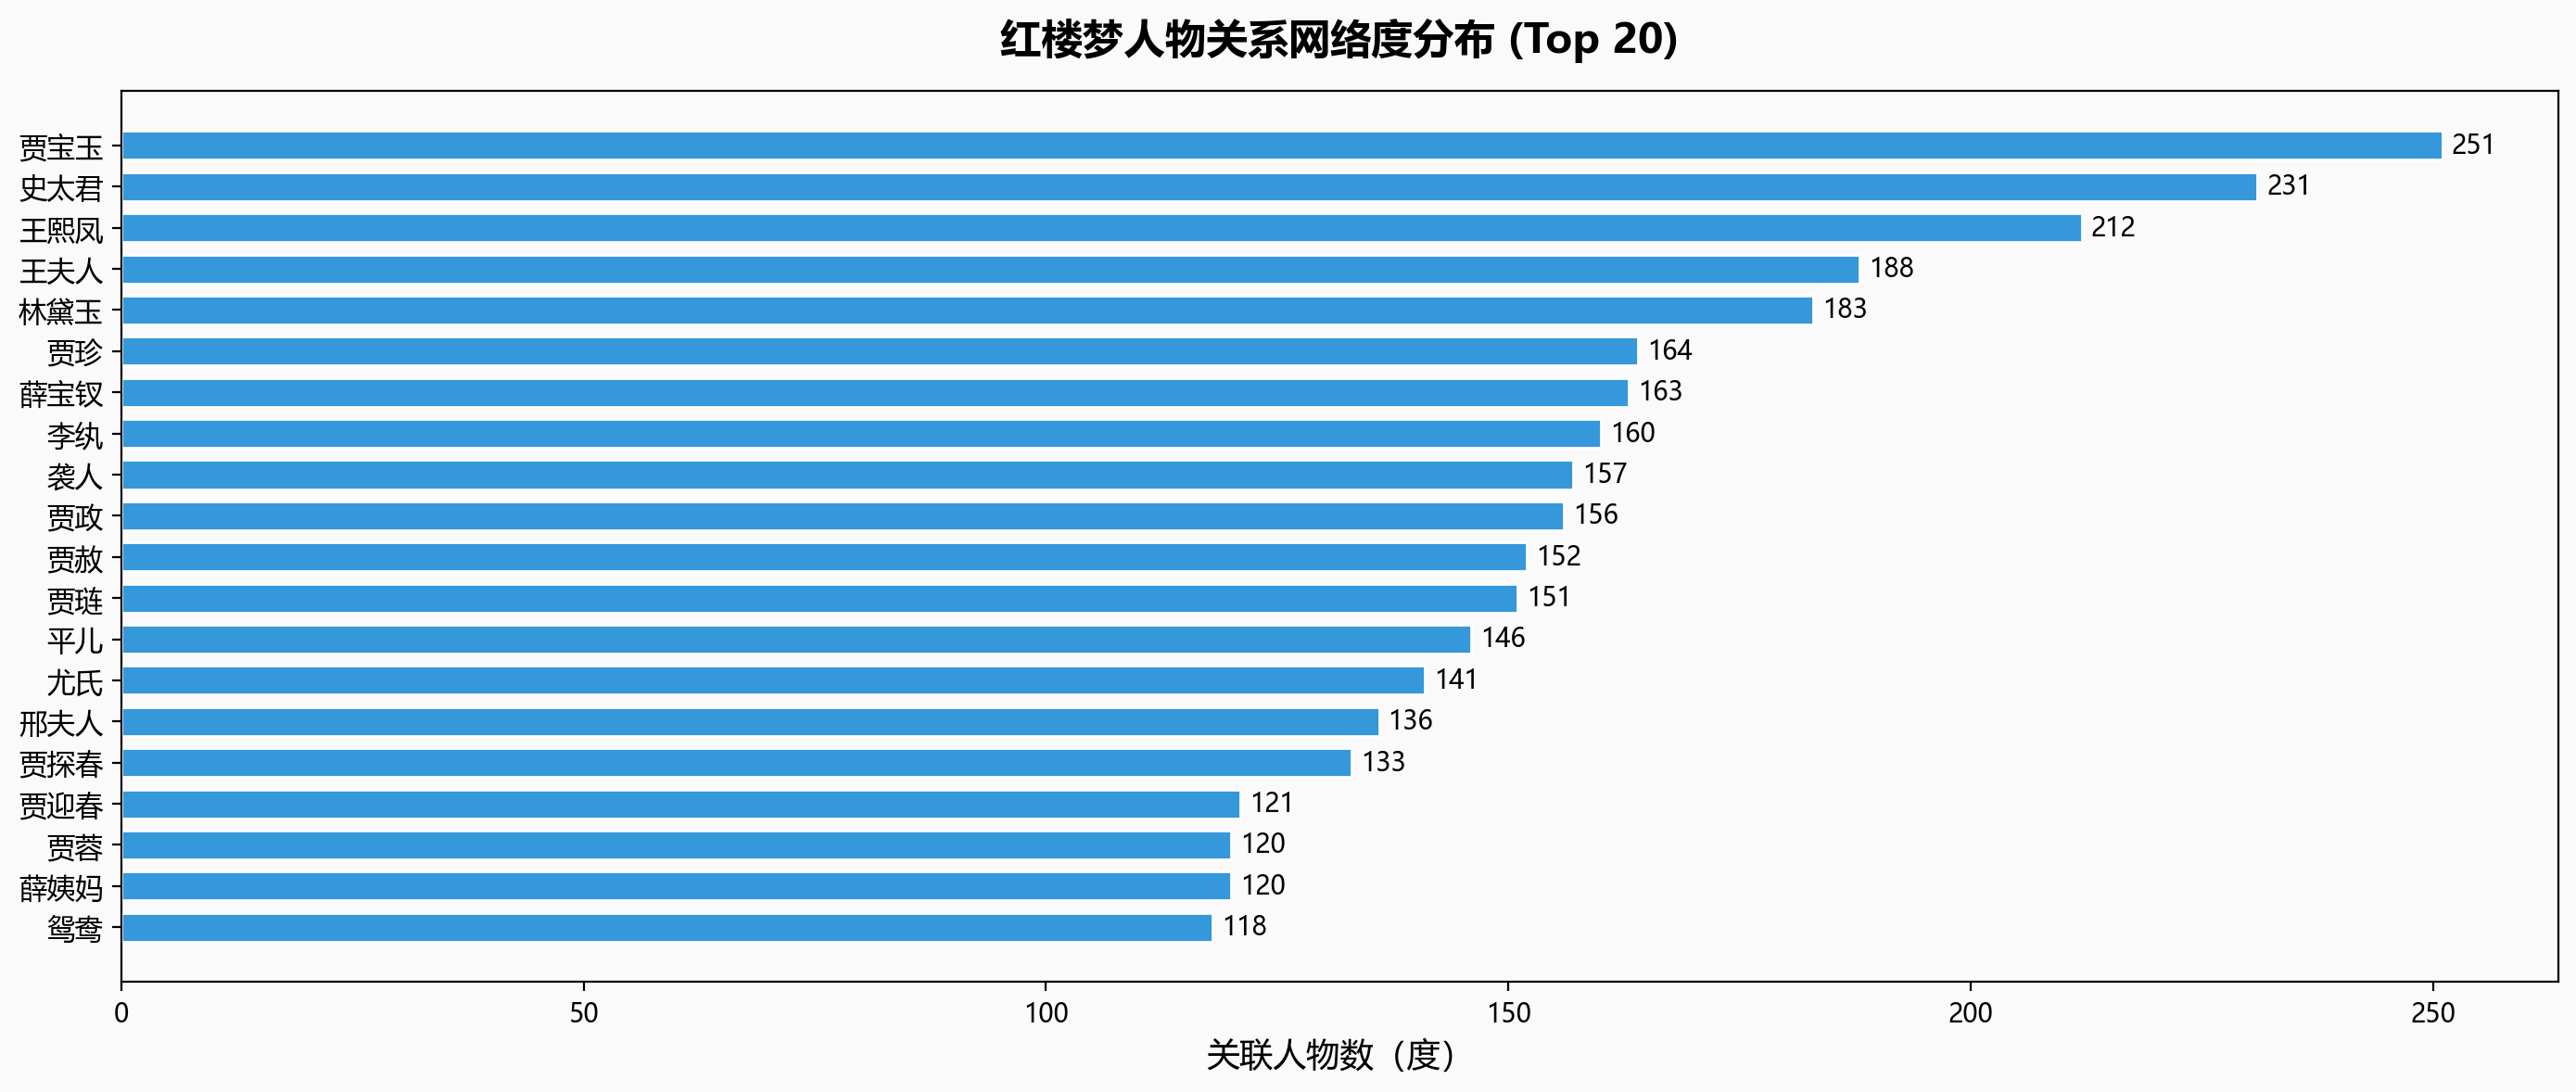 红楼梦人物关系网络度分布 (Top 20)
贾宝玉 251
史太君 231
王熙凤 212
王夫人 188
林黛玉 183
贾珍 164
薛宝钗 163
李纨 160
袭人 157
贾政 156
贾赦 152
贾琏 151
平儿 146
尤氏 141
邢夫人 136
贾探春 133
贾迎春 121
贾蓉 120
薛姨妈 120
鸳鸯 118
0 50 100 150 200 250
关联人物数（度）